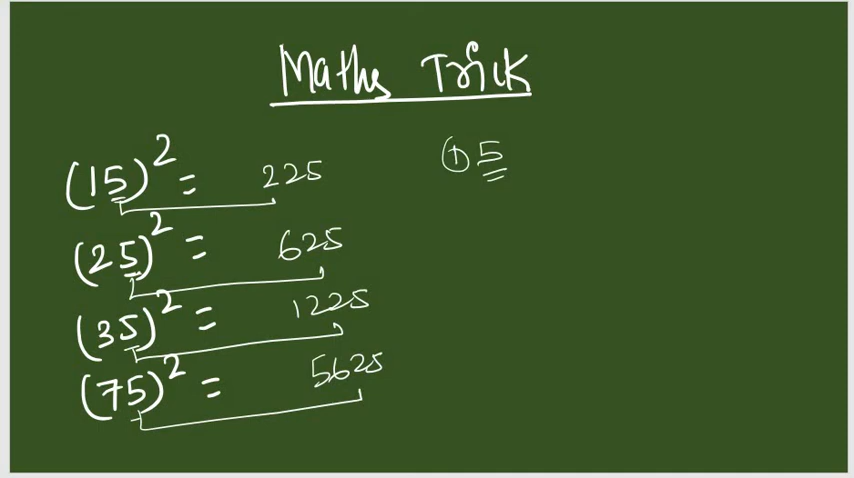 Maths Trick
(15)² = 225
① 5
(25)² = 625
(35)² = 1225
(75)² = 5625